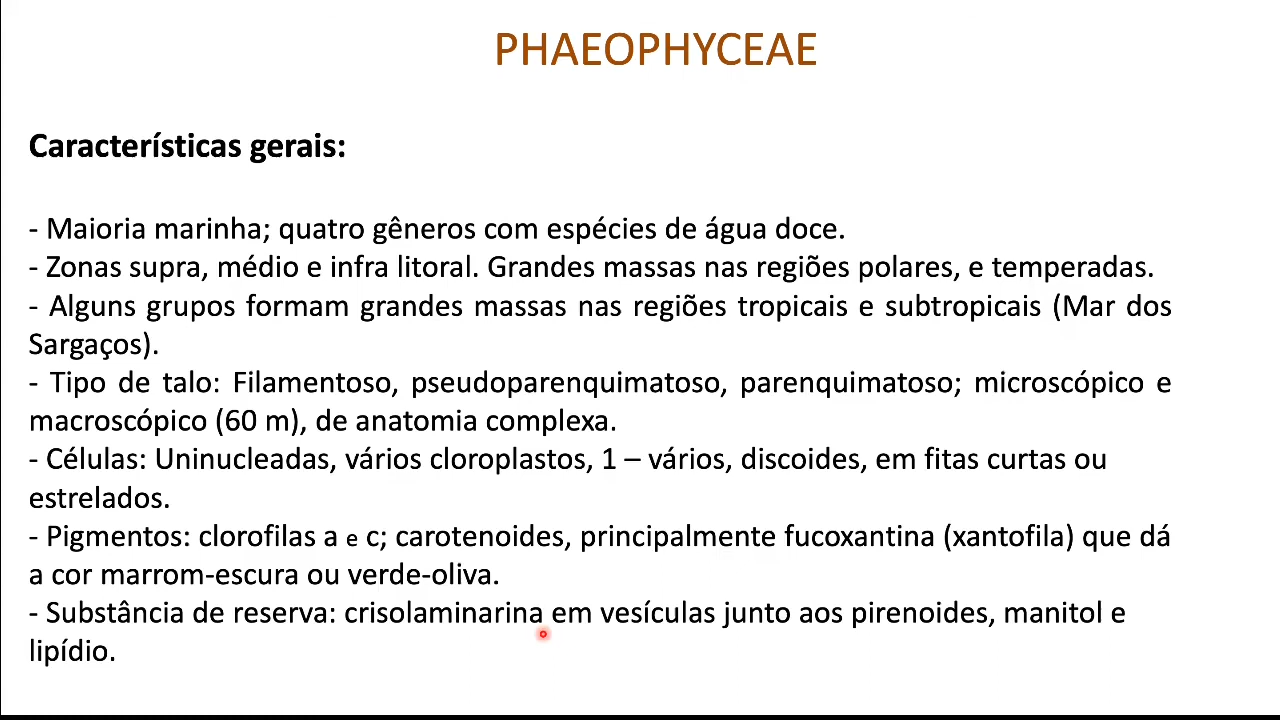 PHAEOPHYCEAE
Características gerais:
- Maioria marinha; quatro gêneros com espécies de água doce.
- Zonas supra, médio e infra litoral. Grandes massas nas regiões polares, e temperadas.
- Alguns grupos formam grandes massas nas regiões tropicais e subtropicais (Mar dos
Sargaços).
- Tipo de talo: Filamentoso, pseudoparenquimatoso, parenquimatoso; microscópico e
macroscópico (60 m), de anatomia complexa.
- Células: Uninucleadas, vários cloroplastos, 1 – vários, discoides, em fitas curtas ou
estrelados.
- Pigmentos: clorofilas a e c; carotenoides, principalmente fucoxantina (xantofila) que dá
a cor marrom-escura ou verde-oliva.
- Substância de reserva: crisolaminarina em vesículas junto aos pirenoides, manitol e
lipídio.